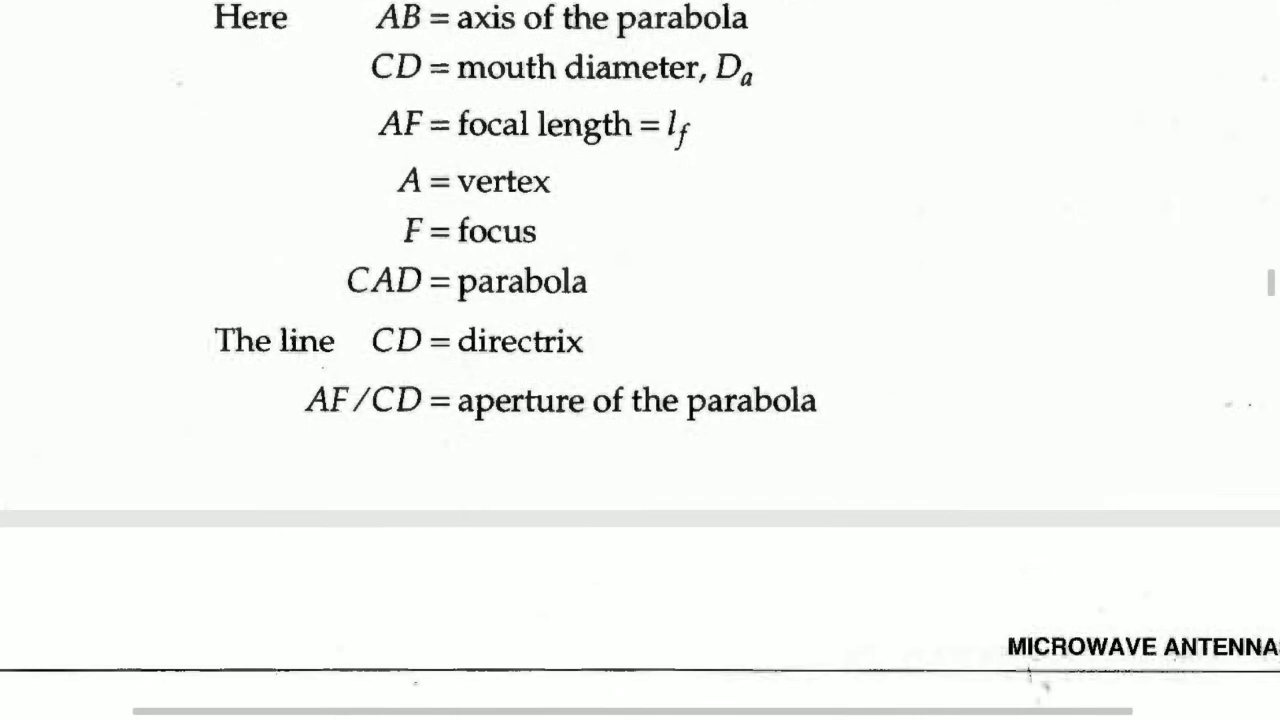 Here AB = axis of the parabola
CD = mouth diameter, Dₐ
AF = focal length = l_f
A = vertex
F = focus
CAD = parabola
The line CD = directrix
AF/CD = aperture of the parabola
MICROWAVE ANTENNA